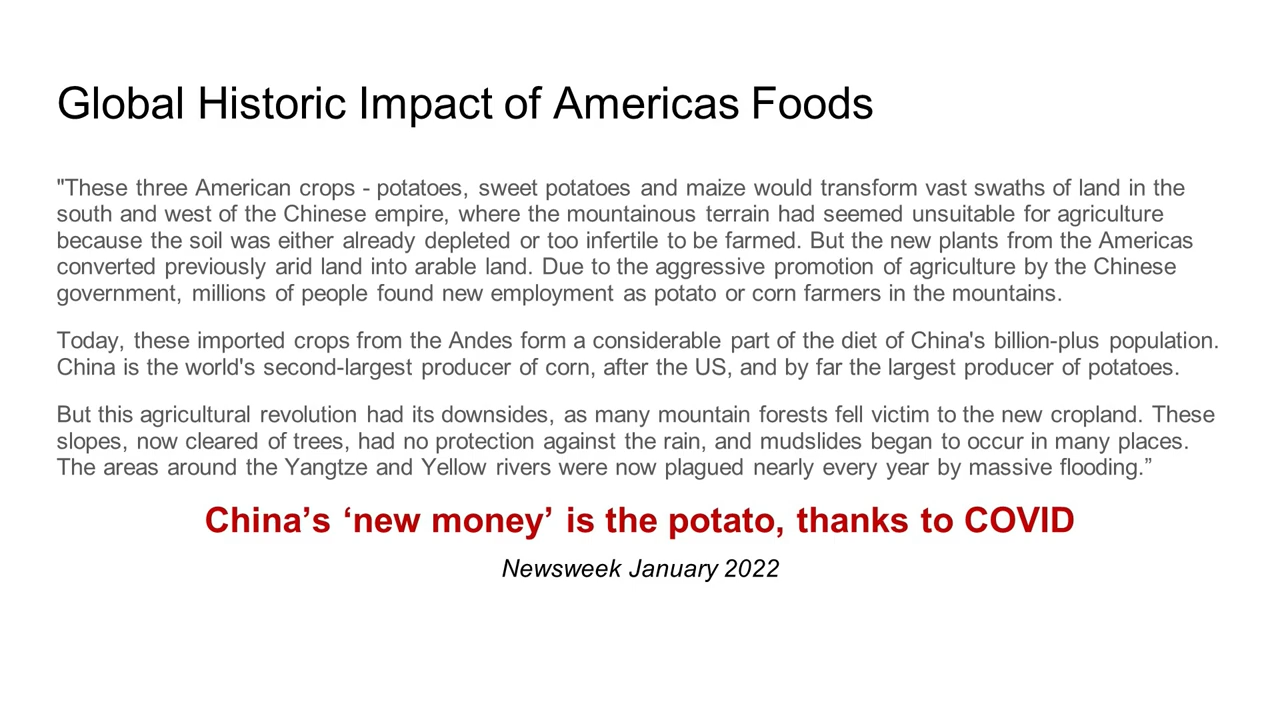 Global Historic Impact of Americas Foods
"These three American crops - potatoes, sweet potatoes and maize would transform vast swaths of land in the
south and west of the Chinese empire, where the mountainous terrain had seemed unsuitable for agriculture
because the soil was either already depleted or too infertile to be farmed. But the new plants from the Americas
converted previously arid land into arable land. Due to the aggressive promotion of agriculture by the Chinese
government, millions of people found new employment as potato or corn farmers in the mountains.
Today, these imported crops from the Andes form a considerable part of the diet of China's billion-plus population.
China is the world's second-largest producer of corn, after the US, and by far the largest producer of potatoes.
But this agricultural revolution had its downsides, as many mountain forests fell victim to the new cropland. These
slopes, now cleared of trees, had no protection against the rain, and mudslides began to occur in many places.
The areas around the Yangtze and Yellow rivers were now plagued nearly every year by massive flooding.”
China’s ‘new money’ is the potato, thanks to COVID
Newsweek January 2022